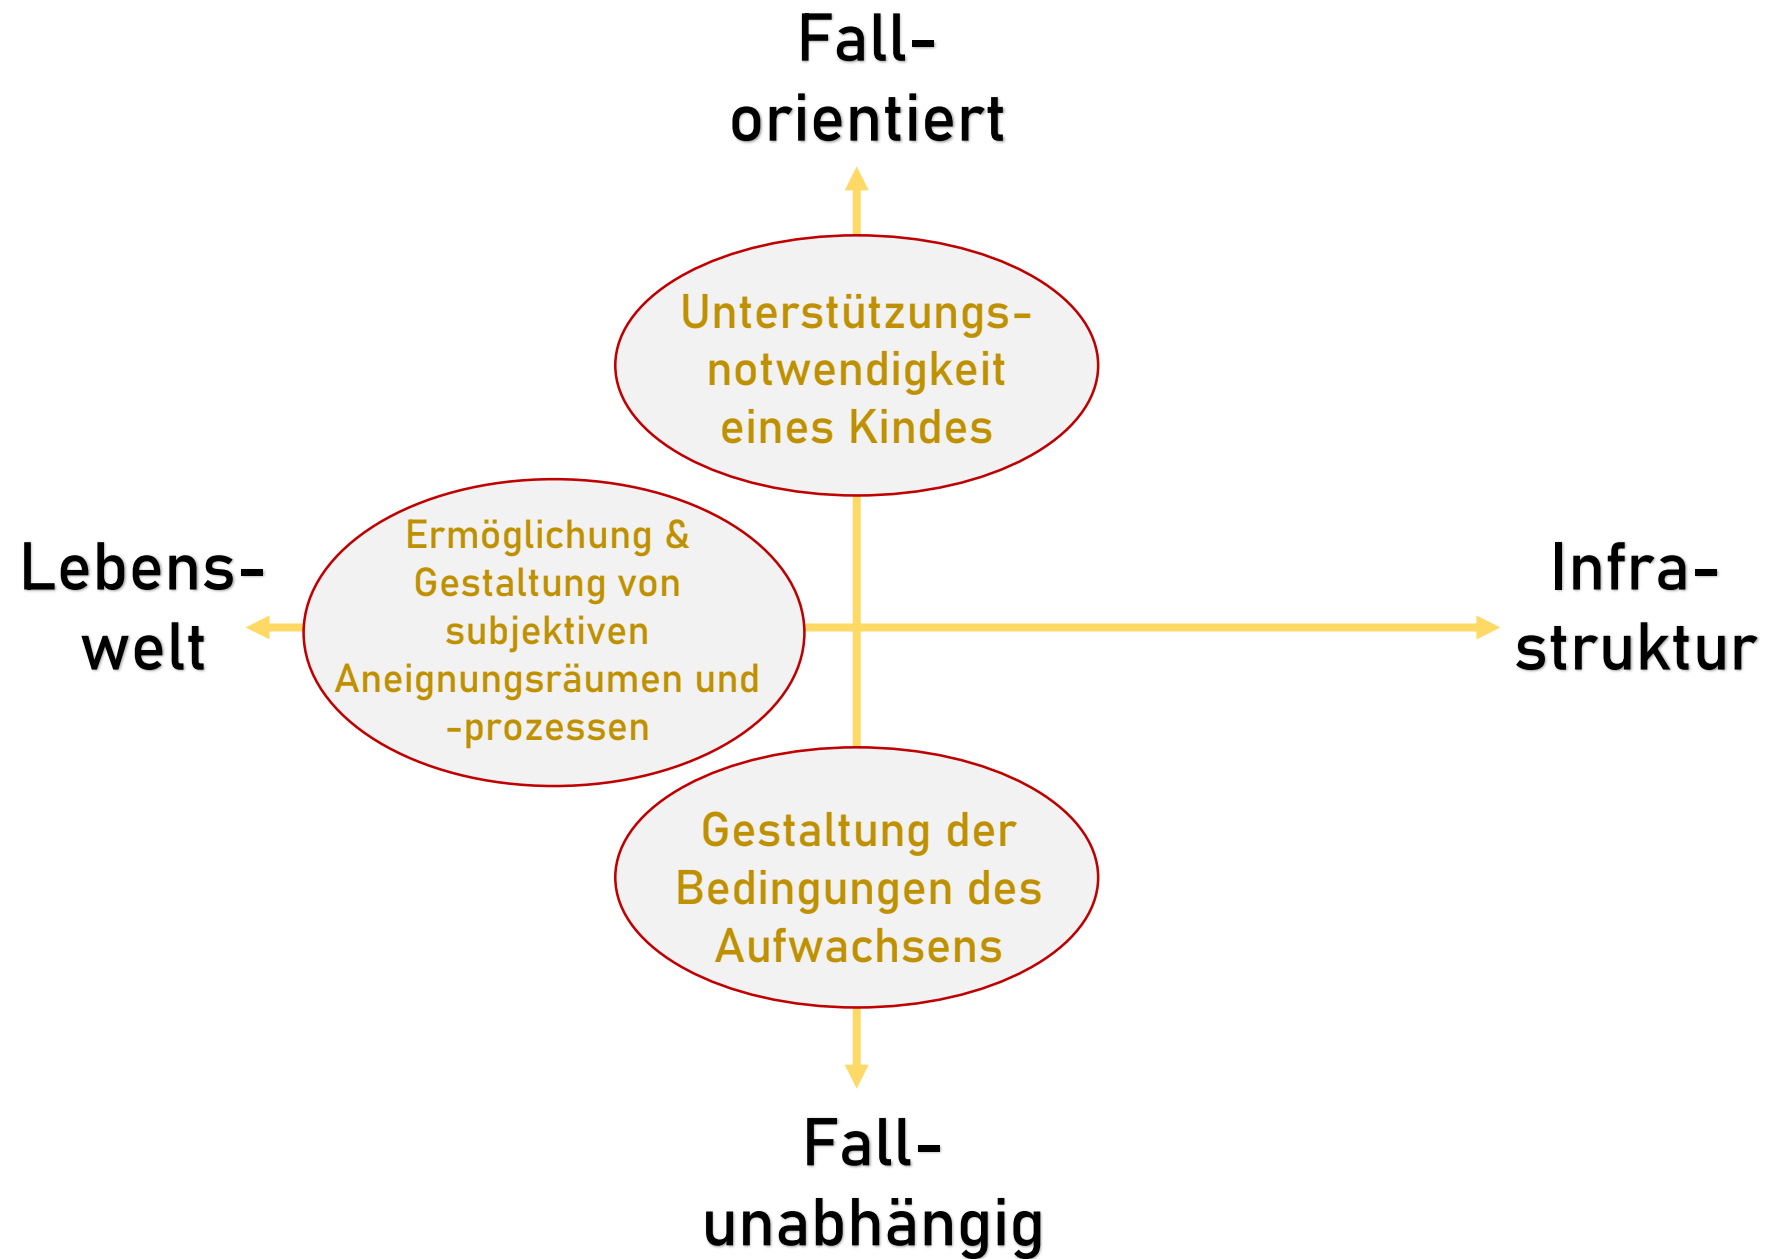 Fall-
orientiert
Unterstützungs-
notwendigkeit
eines Kindes
Lebens-
welt
Ermöglichung &
Gestaltung von
subjektiven
Aneignungsräumen und
-prozessen
Infra-
struktur
Gestaltung der
Bedingungen des
Aufwachsens
Fall-
unabhängig